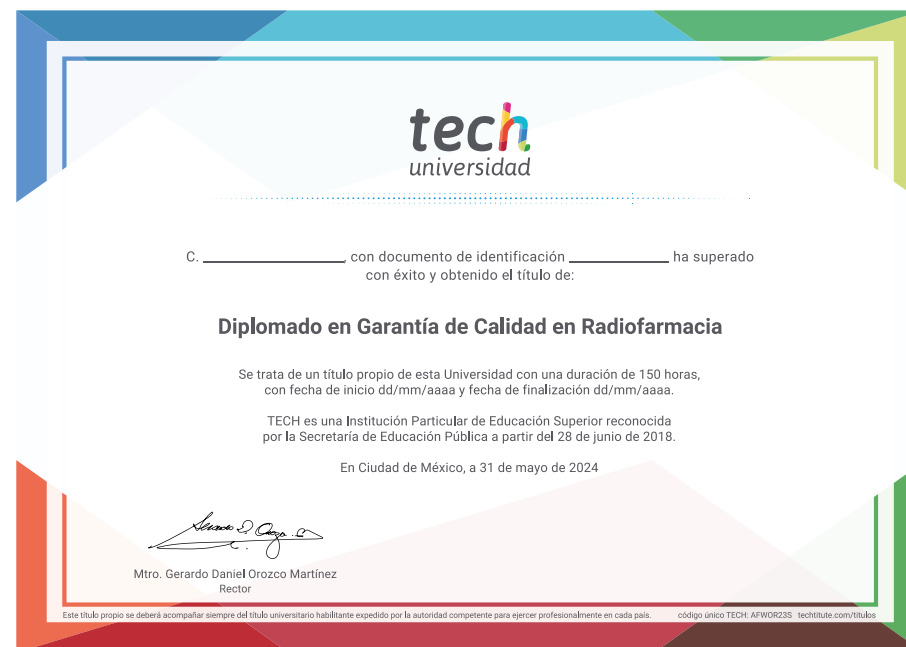 tech
universidad
C. ____________, con documento de identificación ____________ ha superado
con éxito y obtenido el título de:
Diplomado en Garantía de Calidad en Radiofarmacia
Se trata de un título propio de esta Universidad con una duración de 150 horas,
con fecha de inicio dd/mm/aaaa y fecha de finalización dd/mm/aaaa.
TECH es una Institución Particular de Educación Superior reconocida
por la Secretaría de Educación Pública a partir del 28 de junio de 2018.
En Ciudad de México, a 31 de mayo de 2024
Mtro. Gerardo Daniel Orozco Martínez
Rector
Este título propio se deberá acompañar siempre del título universitario habilitante expedido por la autoridad competente para ejercer profesionalmente en cada país. código único TECH: AFWOR23S techtitute.com/titulos